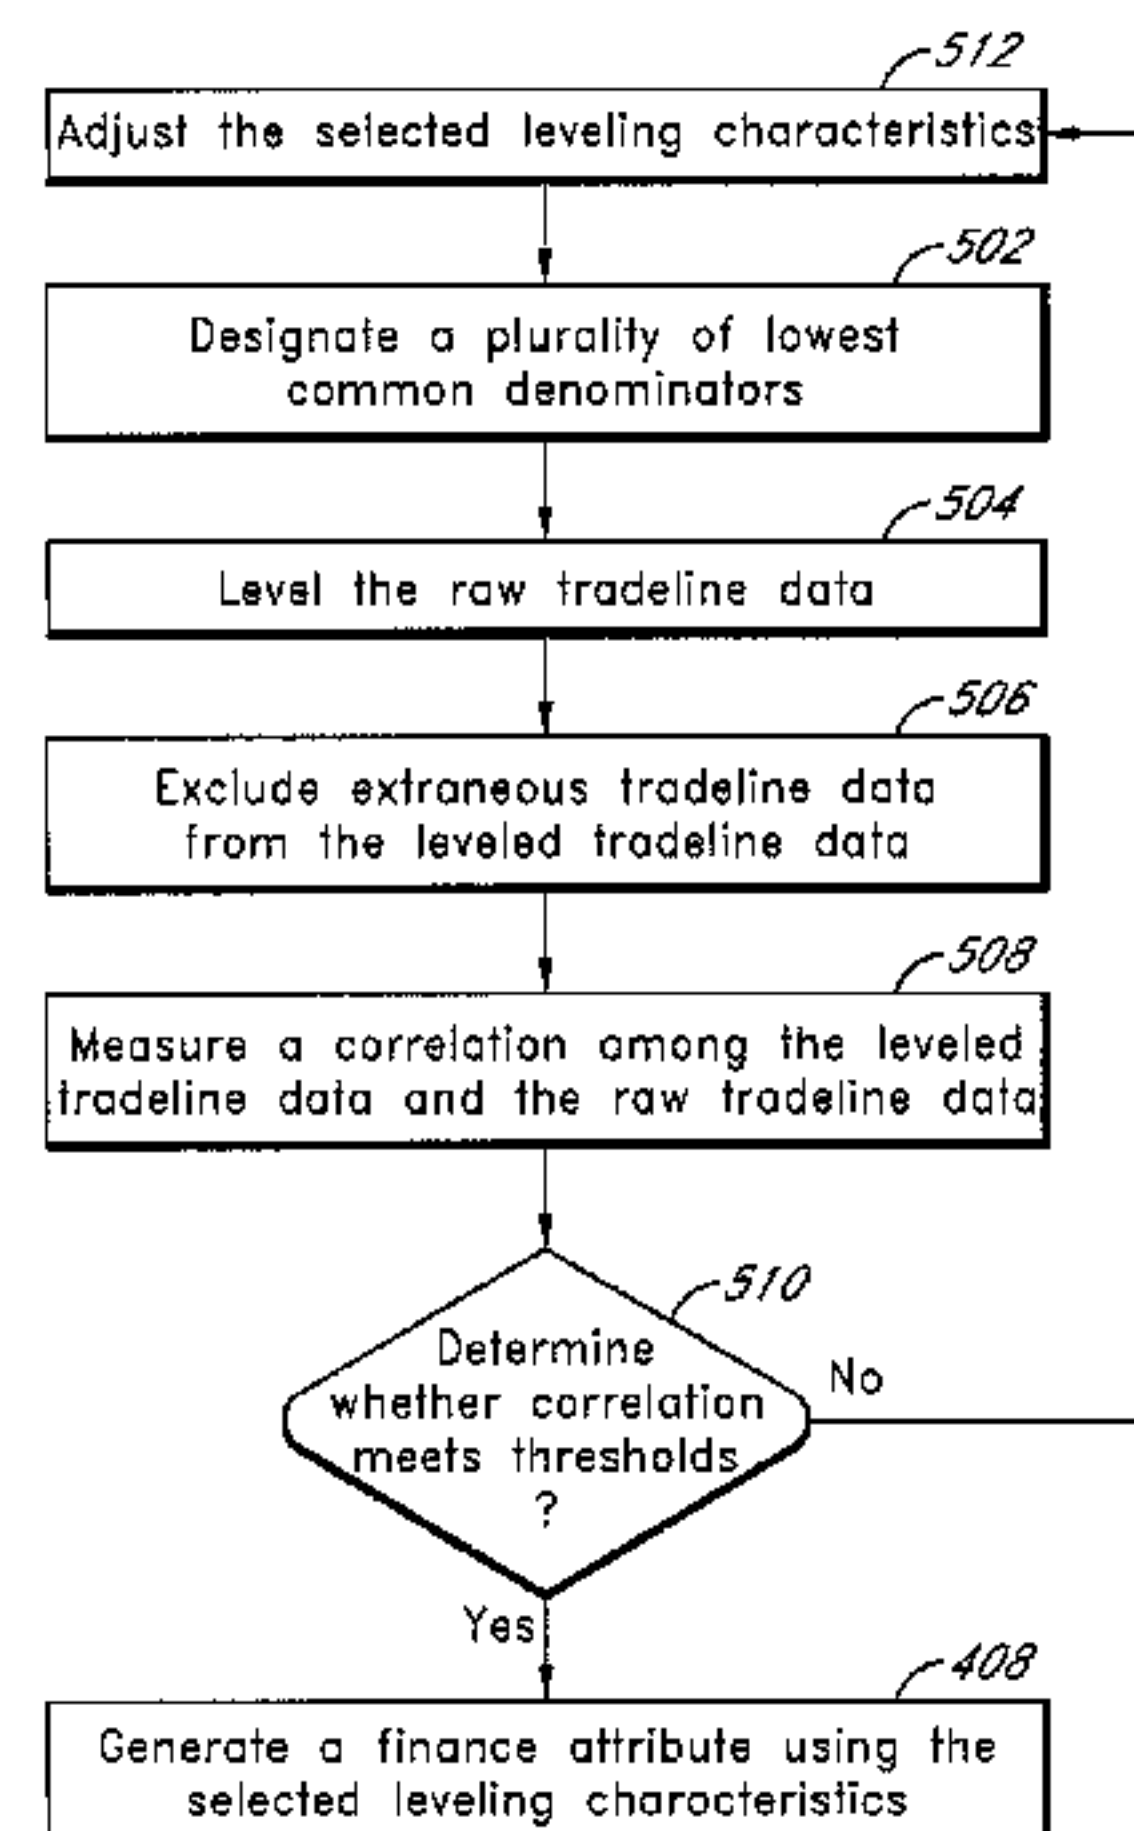 512
Adjust the selected leveling characteristics
502
Designate a plurality of lowest
common denominators
504
Level the raw tradeline data
506
Exclude extraneous tradeline data
from the leveled tradeline data
508
Measure a correlation among the leveled
tradeline data and the raw tradeline data
510
Determine
whether correlation
meets thresholds
?
No
Yes
408
Generate a finance attribute using the
selected leveling characteristics